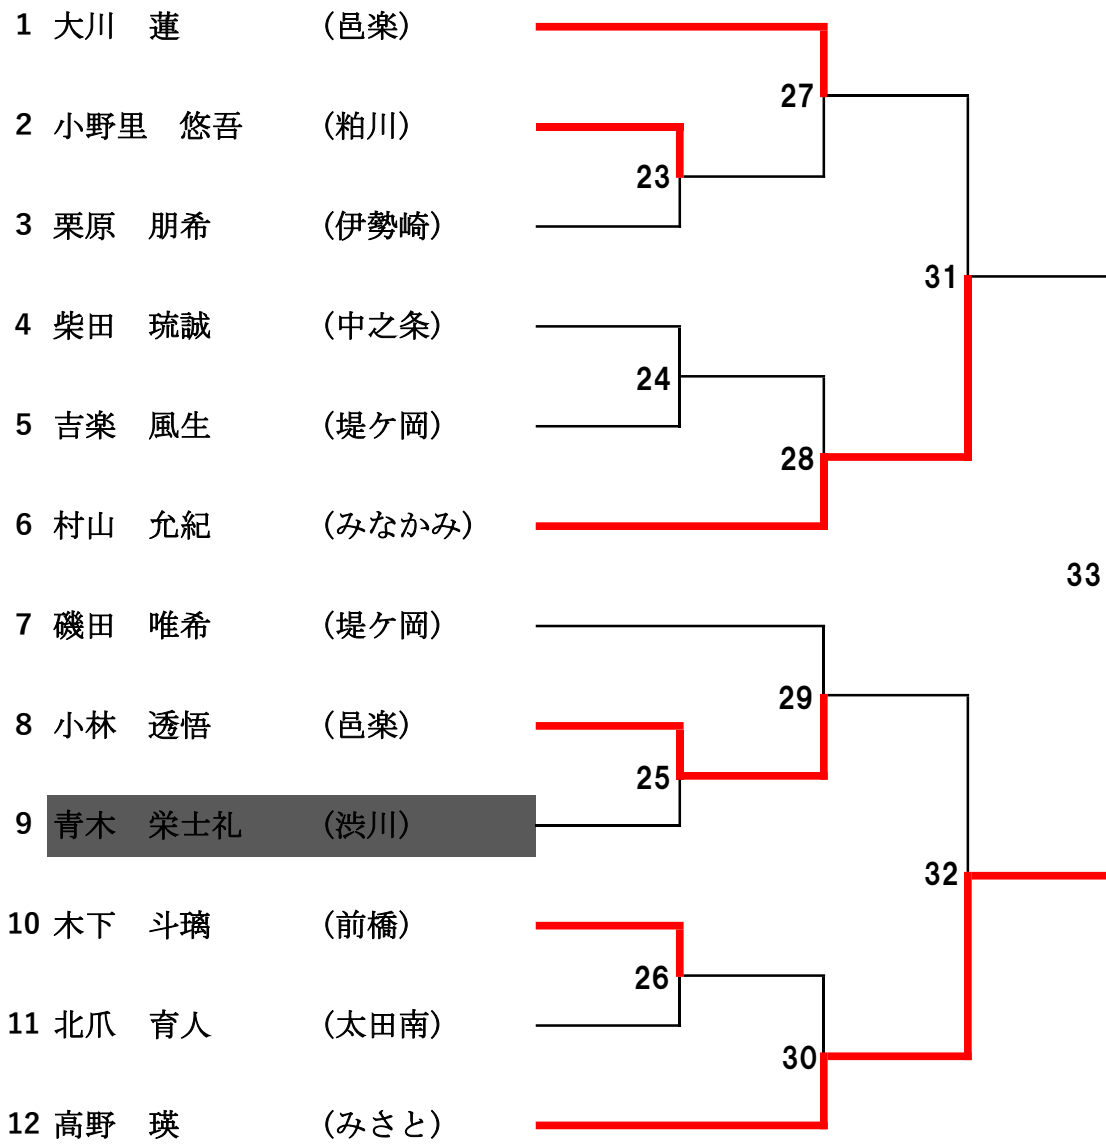 1 大川　蓮 (邑楽)
27
2 小野里　悠吾 (粕川)
23
3 栗原　朋希 (伊勢崎)
31
4 柴田　琉誠 (中之条)
24
5 吉楽　風生 (堤ケ岡)
28
6 村山　允紀 (みなかみ)
33
7 磯田　唯希 (堤ケ岡)
29
8 小林　透悟 (邑楽)
25
9 青木　栄士礼 (渋川)
32
10 木下　斗璃 (前橋)
26
11 北爪　育人 (太田南)
30
12 高野　瑛 (みさと)